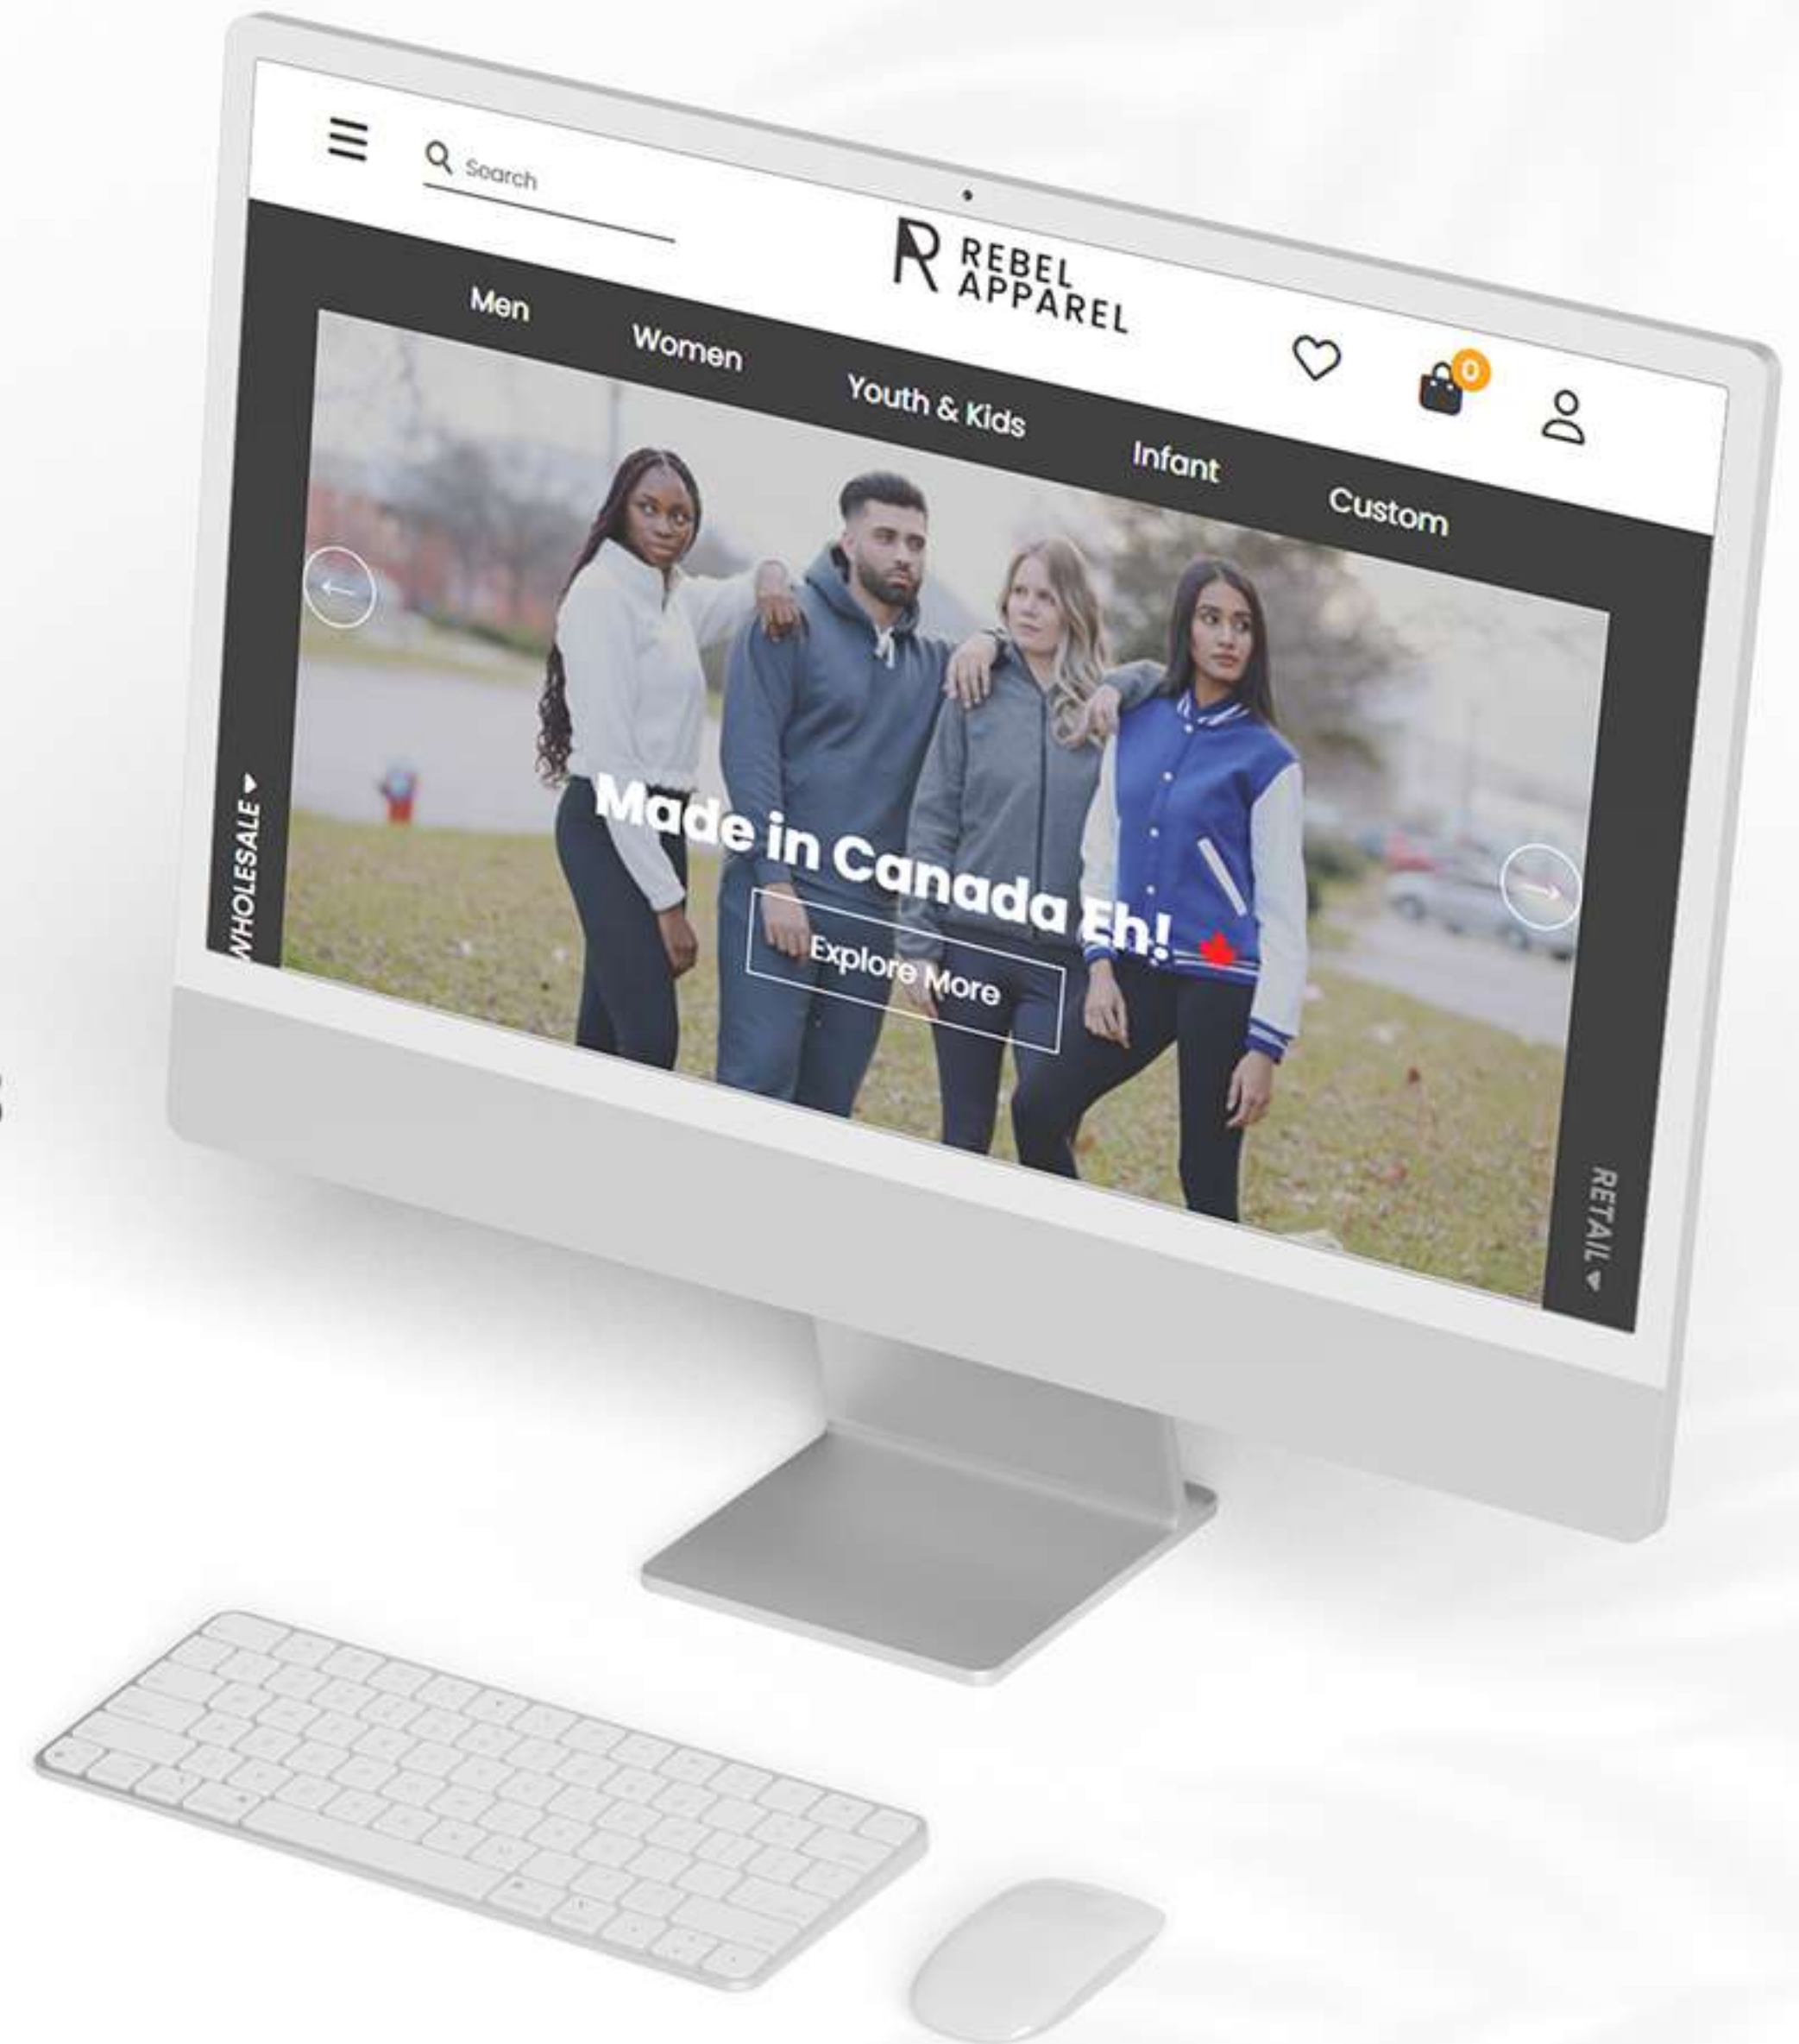 Search
REBEL
APPAREL
0
Men
Women
Youth & Kids
Infant
Custom
Made in Canada Eh!
Explore More
WHOLESALE
RETAIL